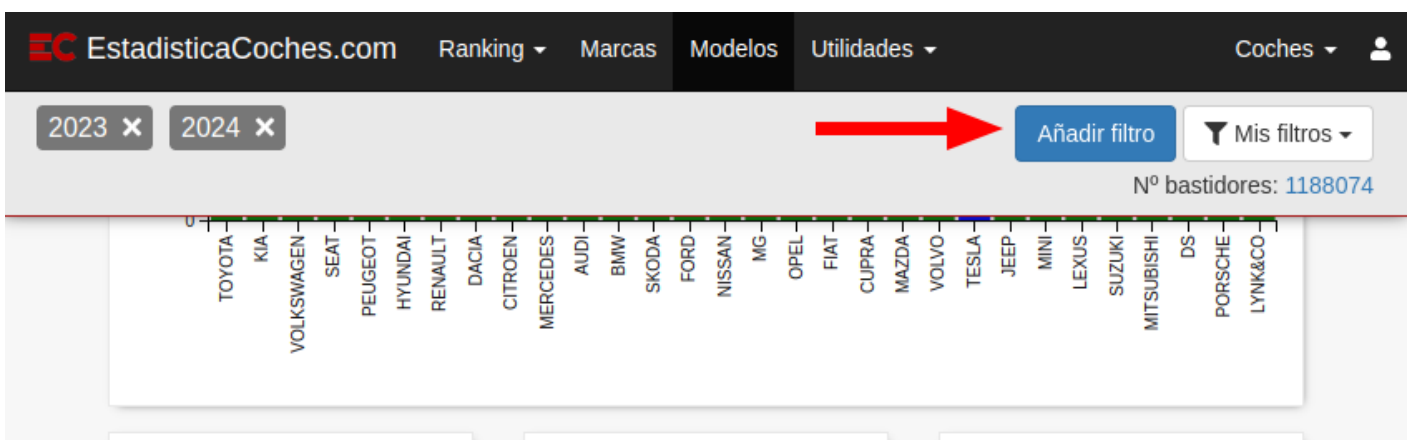 EC EstadisticaCoches.com Ranking Marcas Modelos Utilidades Coches
2023 2024 Añadir filtro Mis filtros
Nº bastidores: 1188074
0
TOYOTA
KIA
VOLKSWAGEN
SEAT
PEUGEOT
HYUNDAI
RENAULT
DACIA
CITROEN
MERCEDES
AUDI
BMW
SKODA
FORD
NISSAN
MG
OPEL
FIAT
CUPRA
MAZDA
VOLVO
TESLA
JEEP
MINI
LEXUS
SUZUKI
MITSUBISHI
DS
PORSCHE
LYNK&CO